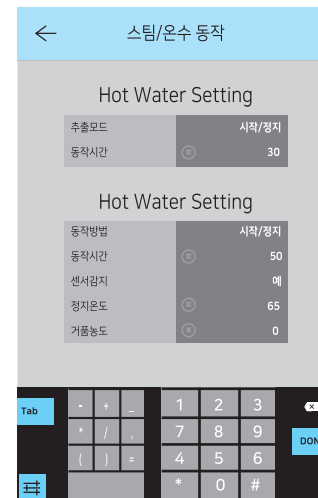 스팀/온수 동작
Hot Water Setting
추출모드 시작/정지
동작시간 30
Hot Water Setting
동작방법 시작/정지
동작시간 50
센서감지 예
정지온도 65
거품농도 0
Tab - + _ 1 2 3
* / , 7 8 9 DON
( ) = 4 5 6
* 0 #